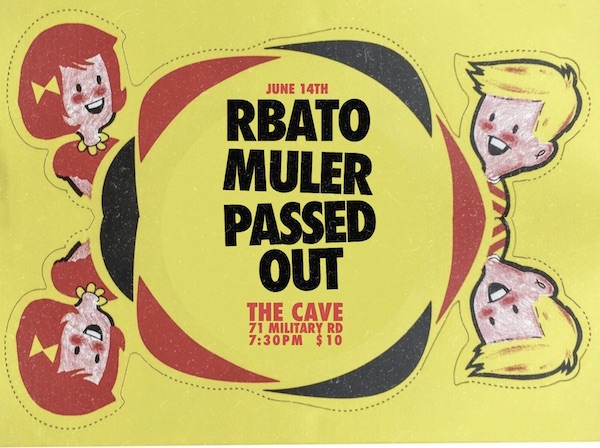 JUNE 14TH
RBATO
MULER
PASSED
OUT
THE CAVE
71 MILITARY RD
7:30PM $10